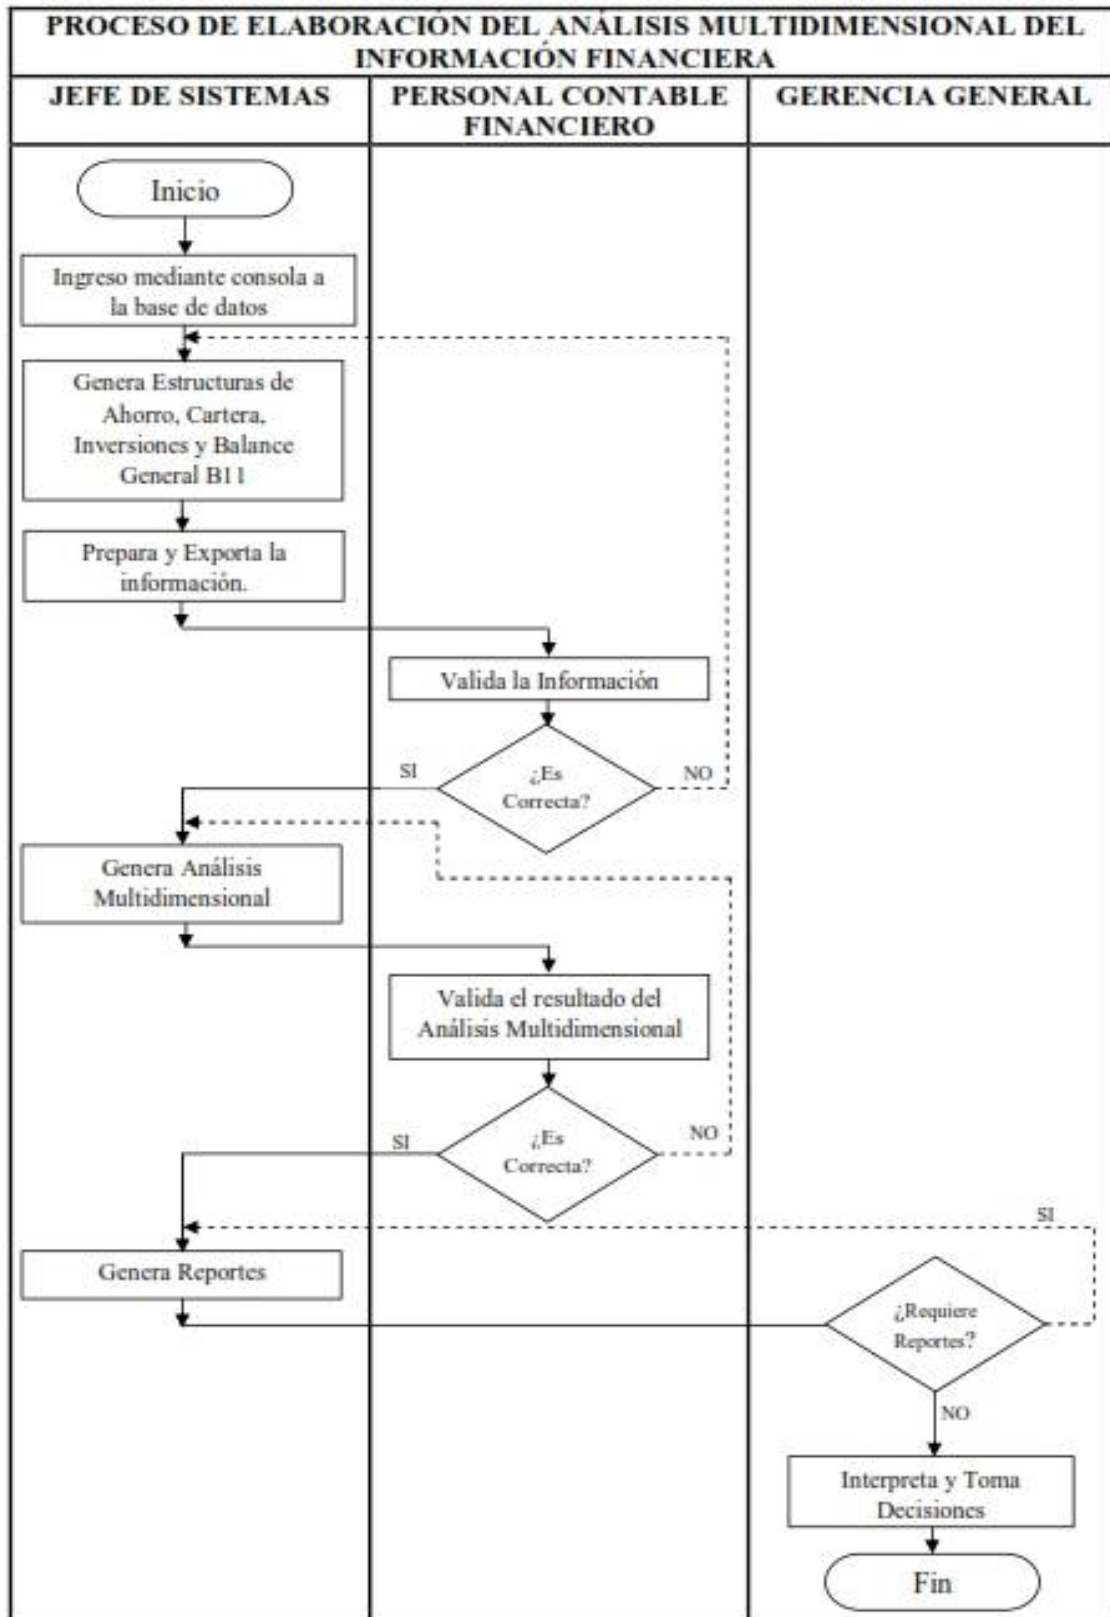 PROCESO DE ELABORACIÓN DEL ANÁLISIS MULTIDIMENSIONAL DEL
INFORMACIÓN FINANCIERA
JEFE DE SISTEMAS
PERSONAL CONTABLE
FINANCIERO
GERENCIA GENERAL
Inicio
Ingreso mediante consola a
la base de datos
Genera Estructuras de
Ahorro, Cartera,
Inversiones y Balance
General B11
Prepara y Exporta la
información.
Valida la Información
¿Es
Correcta?
SI
NO
Genera Análisis
Multidimensional
Valida el resultado del
Análisis Multidimensional
¿Es
Correcta?
SI
NO
SI
Genera Reportes
¿Requiere
Reportes?
NO
Interpreta y Toma
Decisiones
Fin